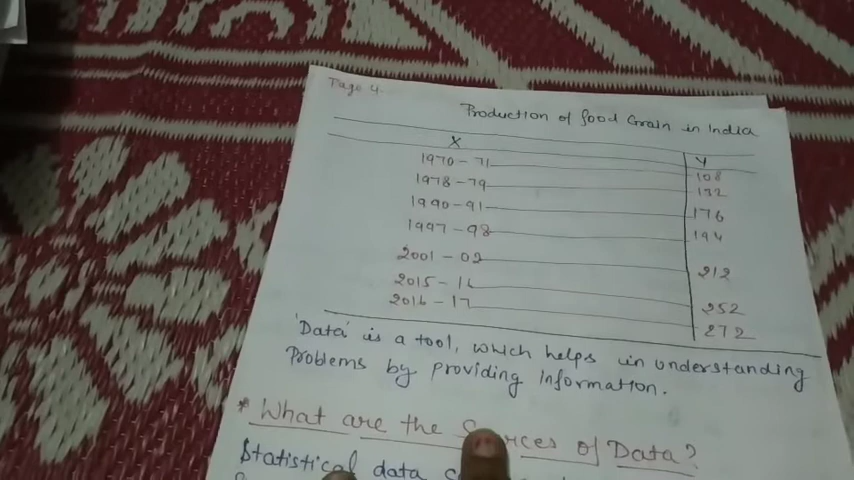 Page 4.
Production of food Grain in India
X Y
1970-71 108
1978-79 132
1990-91 176
1997-98 194
2001-02 212
2015-16 252
2016-17 272
'Data' is a tool, which helps in understanding
Problems by providing information.
* What are the Sources of Data?
Statistical data